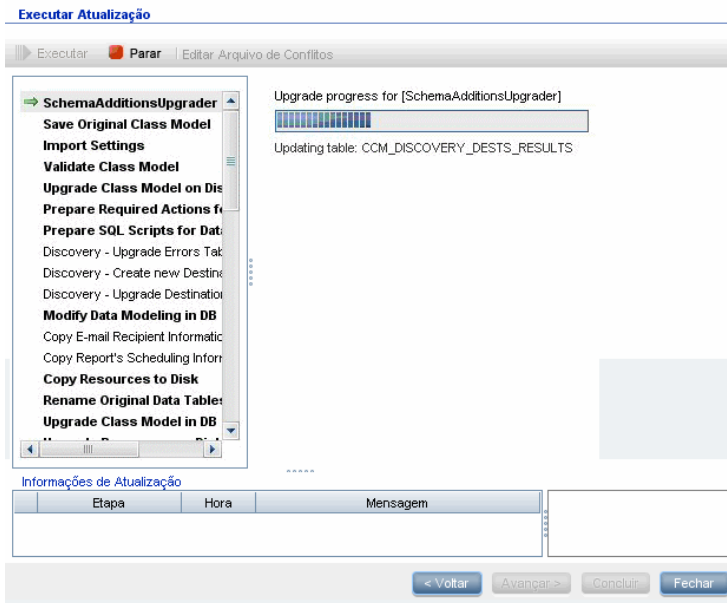 Executar Atualização
Executar Parar Editar Arquivo de Conflitos
SchemaAdditionsUpgrader
Save Original Class Model
Import Settings
Validate Class Model
Upgrade Class Model on Dis
Prepare Required Actions fo
Prepare SQL Scripts for Data
Discovery - Upgrade Errors Tab
Discovery - Create new Destina
Discovery - Upgrade Destination
Modify Data Modeling in DB
Copy E-mail Recipient Informatic
Copy Report's Scheduling Inforr
Copy Resources to Disk
Rename Original Data Tables
Upgrade Class Model in DB
Upgrade progress for [SchemaAdditionsUpgrader]
Updating table: CCM_DISCOVERY_DESTS_RESULTS
Informações de Atualização
Etapa Hora Mensagem
< Voltar Avançar > Concluir Fechar